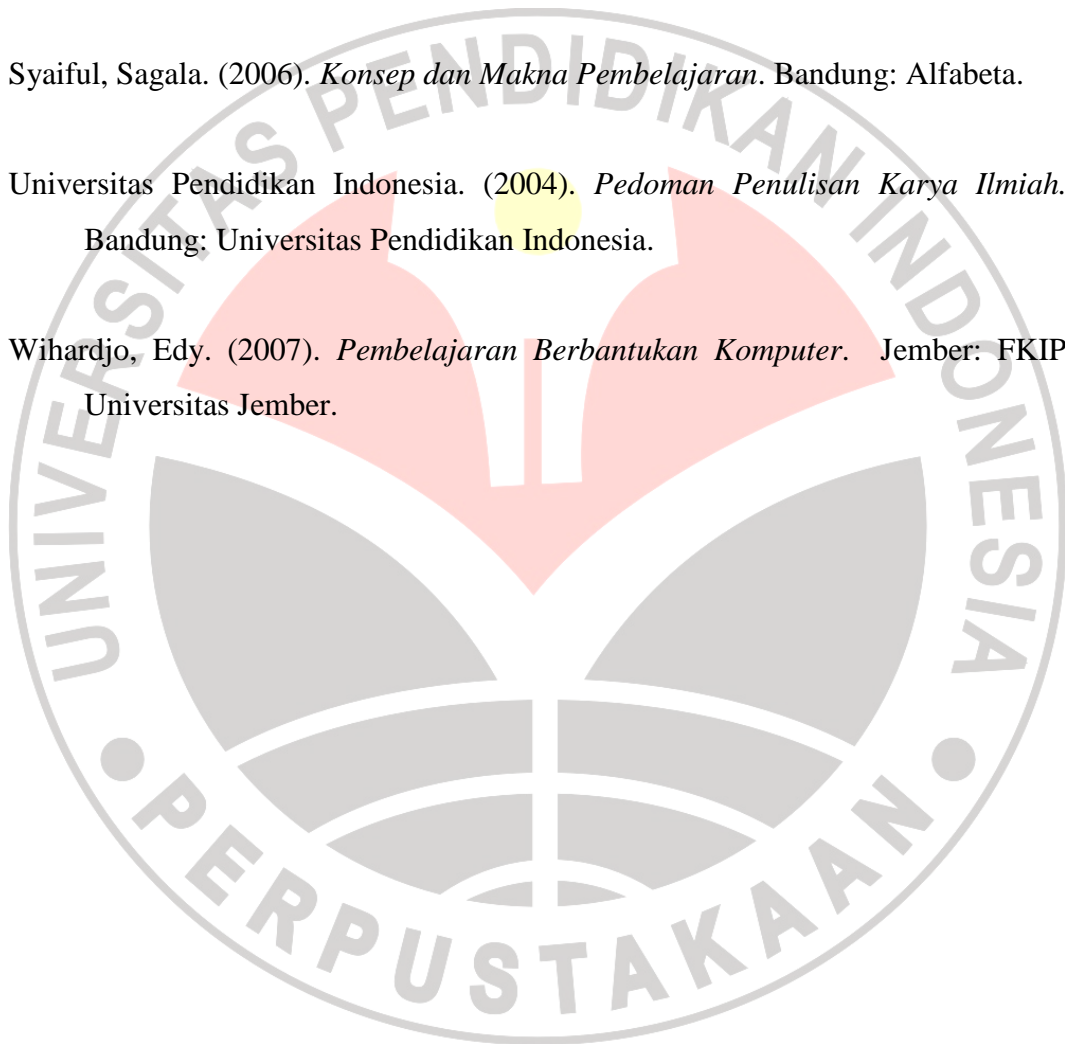 Syaiful, Sagala. (2006). Konsep dan Makna Pembelajaran. Bandung: Alfabeta.
Universitas Pendidikan Indonesia. (2004). Pedoman Penulisan Karya Ilmiah.
Bandung: Universitas Pendidikan Indonesia.
Wihardjo, Edy. (2007). Pembelajaran Berbantukan Komputer. Jember: FKIP
Universitas Jember.
UNIVERSITAS PENDIDIKAN INDONESIA
PERPUSTAKAAN